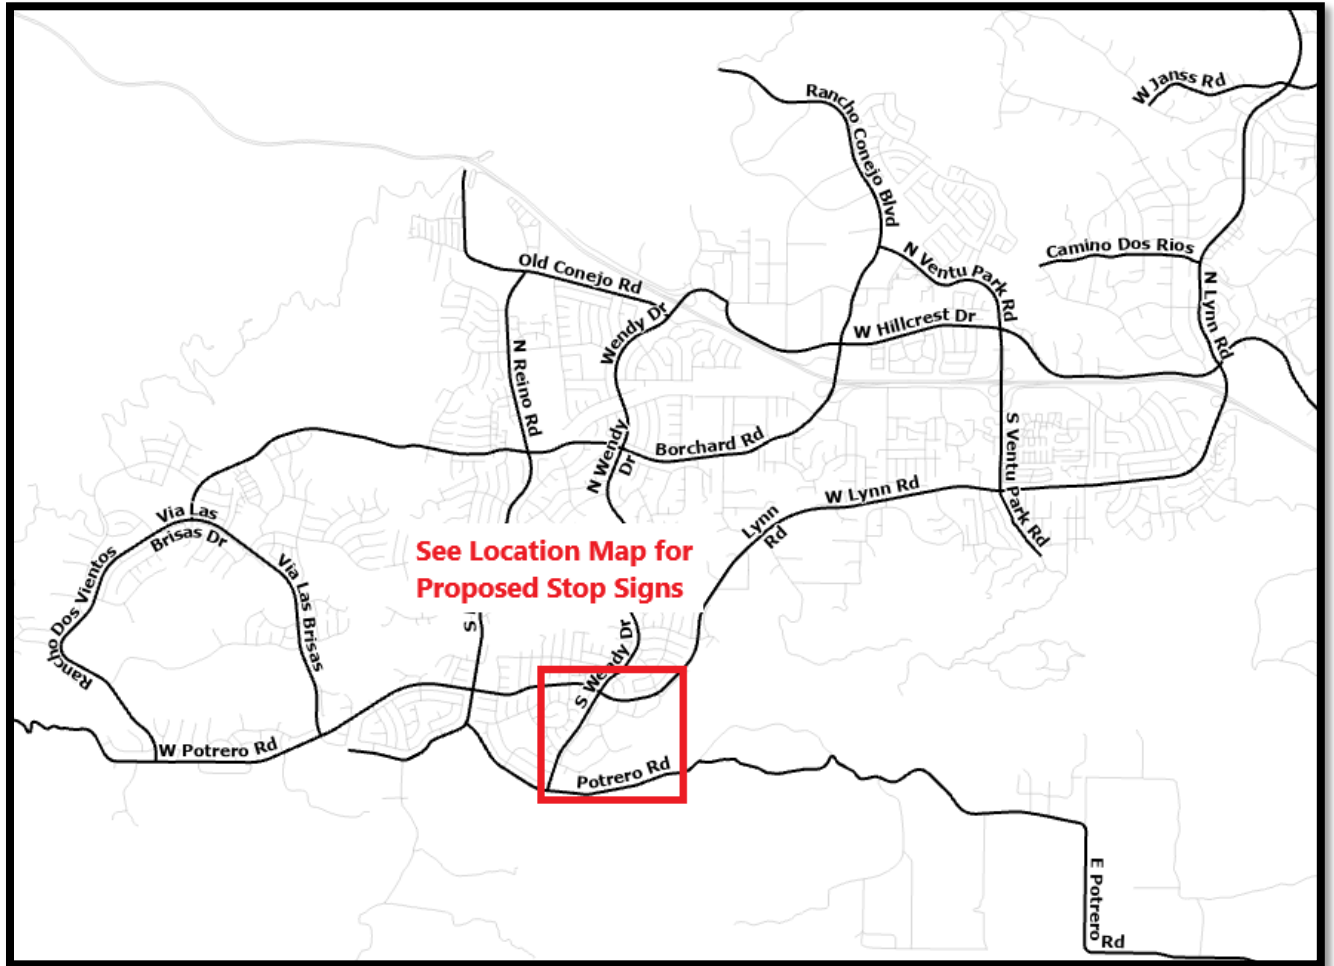 W Janss Rd
Rancho Conejo Blvd
Camino Dos Rios
N Ventu Park Rd
Old Conejo Rd
N Lynn Rd
Wendy Dr
W Hillcrest Dr
N Reino Rd
S Ventu Park Rd
Borchard Rd
N Wendy
Dr
W Lynn Rd
Via Las
Brisas Dr
Lynn
Rd
See Location Map for
Proposed Stop Signs
Rancho Dos Vientos
Via Las Brisas
S
S Wendy Dr
W Potrero Rd
Potrero Rd
E Potrero
Rd